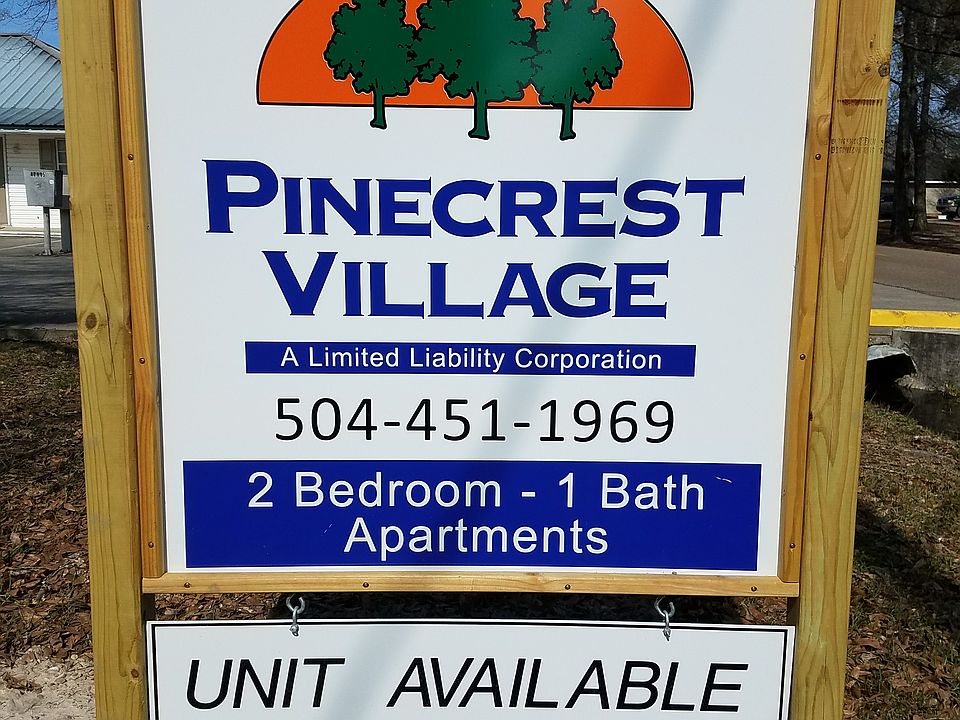 PINECREST
VILLAGE
A Limited Liability Corporation
504-451-1969
2 Bedroom - 1 Bath
Apartments
UNIT AVAILABLE